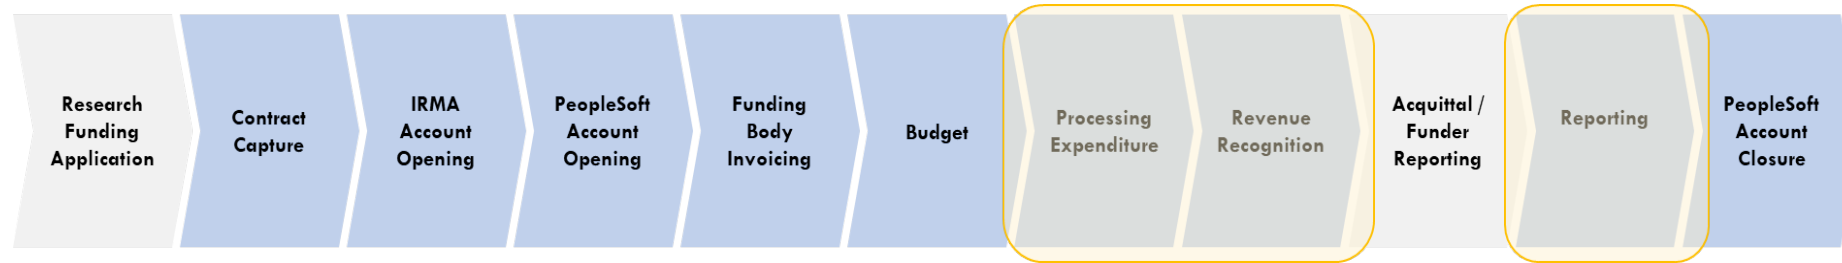 Research
Funding
Application
Contract
Capture
IRMA
Account
Opening
PeopleSoft
Account
Opening
Funding
Body
Invoicing
Budget
Processing
Expenditure
Revenue
Recognition
Acquittal /
Funder
Reporting
Reporting
PeopleSoft
Account
Closure